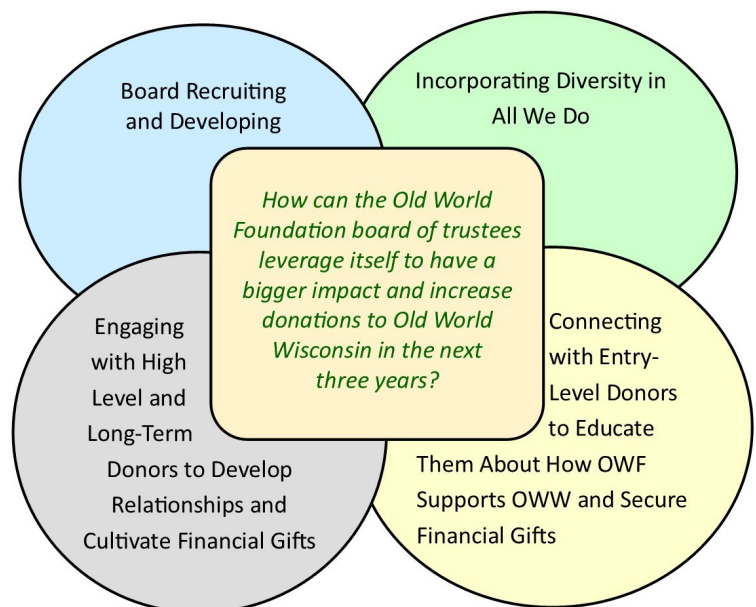 Board Recruiting
and Developing
Incorporating Diversity in
All We Do
How can the Old World
Foundation board of trustees
leverage itself to have a
bigger impact and increase
donations to Old World
Wisconsin in the next
three years?
Engaging
with High
Level and
Long-Term
Donors to Develop
Relationships and
Cultivate Financial Gifts
Connecting
with Entry-
Level Donors
to Educate
Them About How OWF
Supports OWW and Secure
Financial Gifts